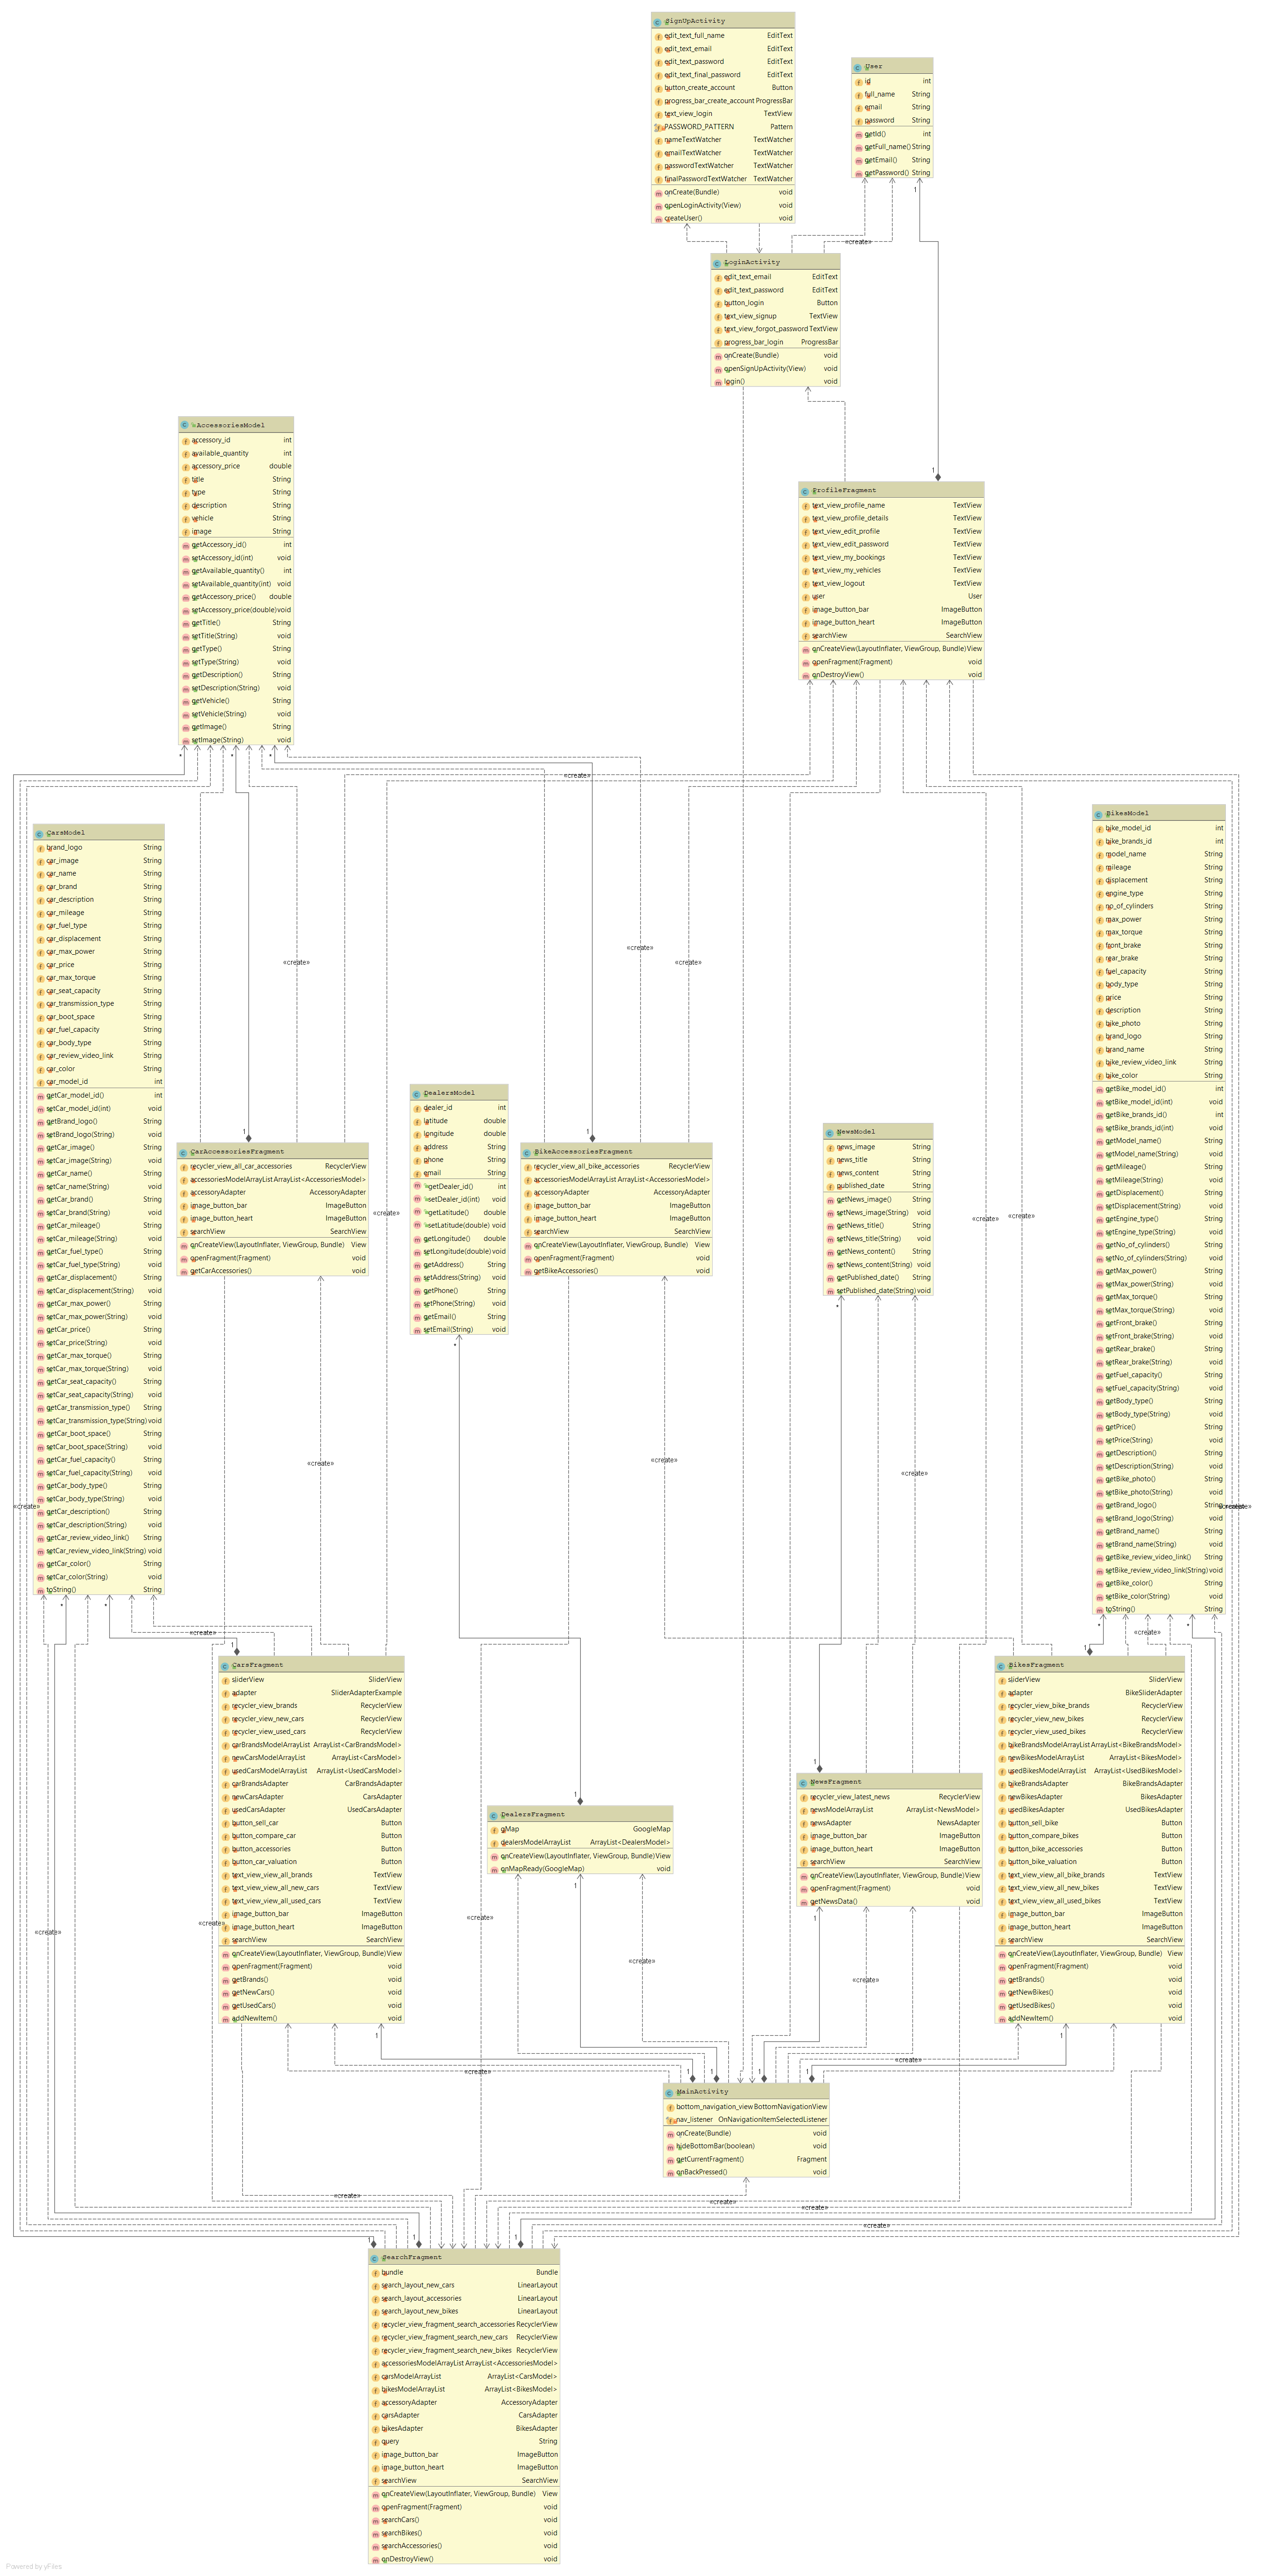 SignUpActivity
edit_text_full_name EditText
edit_text_email EditText
edit_text_password EditText
edit_text_final_password EditText
button_create_account Button
progress_bar_create_account ProgressBar
text_view_login TextView
PASSWORD_PATTERN Pattern
nameTextWatcher TextWatcher
emailTextWatcher TextWatcher
passwordTextWatcher TextWatcher
finalPasswordTextWatcher TextWatcher
onCreate(Bundle) void
openLoginActivity(View) void
createUser() void
User
id int
full_name String
email String
password String
getId() int
getFull_name() String
getEmail() String
getPassword() String
1
«create»
LoginActivity
edit_text_email EditText
edit_text_password EditText
button_login Button
text_view_signup TextView
text_view_forgot_password TextView
progress_bar_login ProgressBar
onCreate(Bundle) void
openSignUpActivity(View) void
login() void
AccessoriesModel
accessory_id int
available_quantity int
accessory_price double
title String
type String
description String
vehicle String
image String
getAccessory_id() int
setAccessory_id(int) void
getAvailable_quantity() int
setAvailable_quantity(int) void
getAccessory_price() double
setAccessory_price(double) void
getTitle() String
setTitle(String) void
getType() String
setType(String) void
getDescription() String
setDescription(String) void
getVehicle() String
setVehicle(String) void
getImage() String
setImage(String) void
* * *
1
ProfileFragment
text_view_profile_name TextView
text_view_profile_details TextView
text_view_edit_profile TextView
text_view_edit_password TextView
text_view_my_bookings TextView
text_view_my_vehicles TextView
text_view_logout TextView
user User
image_button_bar ImageButton
image_button_heart ImageButton
searchView SearchView
onCreateView(LayoutInflater, ViewGroup, Bundle) View
openFragment(Fragment) void
onDestroyView() void
«create»
CarsModel
brand_logo String
car_image String
car_name String
car_brand String
car_description String
car_mileage String
car_fuel_type String
car_displacement String
car_max_power String
car_price String
car_max_torque String
car_seat_capacity String
car_transmission_type String
car_boot_space String
car_fuel_capacity String
car_body_type String
car_review_video_link String
car_color String
car_model_id int
getCar_model_id() int
setCar_model_id(int) void
getBrand_logo() String
setBrand_logo(String) void
getCar_image() String
setCar_image(String) void
getCar_name() String
setCar_name(String) void
getCar_brand() String
setCar_brand(String) void
getCar_mileage() String
setCar_mileage(String) void
getCar_fuel_type() String
setCar_fuel_type(String) void
getCar_displacement() String
setCar_displacement(String) void
getCar_max_power() String
setCar_max_power(String) void
getCar_price() String
setCar_price(String) void
getCar_max_torque() String
setCar_max_torque(String) void
getCar_seat_capacity() String
setCar_seat_capacity(String) void
getCar_transmission_type() String
setCar_transmission_type(String) void
getCar_boot_space() String
setCar_boot_space(String) void
getCar_fuel_capacity() String
setCar_fuel_capacity(String) void
getCar_body_type() String
setCar_body_type(String) void
getCar_description() String
setCar_description(String) void
getCar_review_video_link() String
setCar_review_video_link(String) void
getCar_color() String
setCar_color(String) void
toString() String
«create»
* *
«create»
«create»
«create»
«create»
1
CarAccessoriesFragment
recycler_view_all_car_accessories RecyclerView
accessoriesModelArrayList ArrayList<AccessoriesModel>
accessoryAdapter AccessoryAdapter
image_button_bar ImageButton
image_button_heart ImageButton
searchView SearchView
onCreateView(LayoutInflater, ViewGroup, Bundle) View
openFragment(Fragment) void
getCarAccessories() void
«create»
DealersModel
dealer_id int
latitude double
longitude double
address String
phone String
email String
getDealer_id() int
setDealer_id(int) void
getLatitude() double
setLatitude(double) void
getLongitude() double
setLongitude(double) void
getAddress() String
setAddress(String) void
getPhone() String
setPhone(String) void
getEmail() String
setEmail(String) void
*
1
BikeAccessoriesFragment
recycler_view_all_bike_accessories RecyclerView
accessoriesModelArrayList ArrayList<AccessoriesModel>
accessoryAdapter AccessoryAdapter
image_button_bar ImageButton
image_button_heart ImageButton
searchView SearchView
onCreateView(LayoutInflater, ViewGroup, Bundle) View
openFragment(Fragment) void
getBikeAccessories() void
«create»
NewsModel
news_image String
news_title String
news_content String
published_date String
getNews_image() String
setNews_image(String) void
getNews_title() String
setNews_title(String) void
getNews_content() String
setNews_content(String) void
getPublished_date() String
setPublished_date(String) void
*
«create»
«create»
«create»
BikesModel
bike_model_id int
bike_brands_id int
model_name String
mileage String
displacement String
engine_type String
no_of_cylinders String
max_power String
max_torque String
front_brake String
rear_brake String
fuel_capacity String
body_type String
price String
description String
bike_photo String
brand_logo String
brand_name String
bike_review_video_link String
bike_color String
getBike_model_id() int
setBike_model_id(int) void
getBike_brands_id() int
setBike_brands_id(int) void
getModel_name() String
setModel_name(String) void
getMileage() String
setMileage(String) void
getDisplacement() String
setDisplacement(String) void
getEngine_type() String
setEngine_type(String) void
getNo_of_cylinders() String
setNo_of_cylinders(String) void
getMax_power() String
setMax_power(String) void
getMax_torque() String
setMax_torque(String) void
getFront_brake() String
setFront_brake(String) void
getRear_brake() String
setRear_brake(String) void
getFuel_capacity() String
setFuel_capacity(String) void
getBody_type() String
setBody_type(String) void
getPrice() String
setPrice(String) void
getDescription() String
setDescription(String) void
getBike_photo() String
setBike_photo(String) void
getBrand_logo() String
setBrand_logo(String) void
getBrand_name() String
setBrand_name(String) void
getBike_review_video_link() String
setBike_review_video_link(String) void
getBike_color() String
setBike_color(String) void
toString() String
* *
«create»
«create»
1
CarsFragment
sliderView SliderView
adapter SliderAdapterExample
recycler_view_brands RecyclerView
recycler_view_new_cars RecyclerView
recycler_view_used_cars RecyclerView
carBrandsModelArrayList ArrayList<CarBrandsModel>
newCarsModelArrayList ArrayList<CarsModel>
usedCarsModelArrayList ArrayList<UsedCarsModel>
carBrandsAdapter CarBrandsAdapter
newCarsAdapter CarsAdapter
usedCarsAdapter UsedCarsAdapter
button_sell_car Button
button_compare_car Button
button_accessories Button
button_car_valuation Button
text_view_view_all_brands TextView
text_view_view_all_new_cars TextView
text_view_view_all_used_cars TextView
image_button_bar ImageButton
image_button_heart ImageButton
searchView SearchView
onCreateView(LayoutInflater, ViewGroup, Bundle) View
openFragment(Fragment) void
getBrands() void
getNewCars() void
getUsedCars() void
addNewItem() void
1
«create»
«create»
1
DealersFragment
gMap GoogleMap
dealersModelArrayList ArrayList<DealersModel>
onCreateView(LayoutInflater, ViewGroup, Bundle) View
onMapReady(GoogleMap) void
1
«create»
«create»
1
NewsFragment
recycler_view_latest_news RecyclerView
newsModelArrayList ArrayList<NewsModel>
newsAdapter NewsAdapter
image_button_bar ImageButton
image_button_heart ImageButton
searchView SearchView
onCreateView(LayoutInflater, ViewGroup, Bundle) View
openFragment(Fragment) void
getNewsData() void
1
«create»
1
BikesFragment
sliderView SliderView
adapter BikeSliderAdapter
recycler_view_bike_brands RecyclerView
recycler_view_new_bikes RecyclerView
recycler_view_used_bikes RecyclerView
bikeBrandsModelArrayList ArrayList<BikeBrandsModel>
newBikesModelArrayList ArrayList<BikesModel>
usedBikesModelArrayList ArrayList<UsedBikesModel>
bikeBrandsAdapter BikeBrandsAdapter
newBikesAdapter BikesAdapter
usedBikesAdapter UsedBikesAdapter
button_sell_bike Button
button_compare_bikes Button
button_bike_accessories Button
button_bike_valuation Button
text_view_view_all_bike_brands TextView
text_view_view_all_new_bikes TextView
text_view_view_all_used_bikes TextView
image_button_bar ImageButton
image_button_heart ImageButton
searchView SearchView
onCreateView(LayoutInflater, ViewGroup, Bundle) View
openFragment(Fragment) void
getBrands() void
getNewBikes() void
getUsedBikes() void
addNewItem() void
1
«create»
«create»
1 1 1 1
MainActivity
bottom_navigation_view BottomNavigationView
nav_listener OnNavigationItemSelectedListener
onCreate(Bundle) void
hideBottomBar(boolean) void
getCurrentFragment() Fragment
onBackPressed() void
«create»
«create»
«create»
1 1 1
SearchFragment
bundle Bundle
search_layout_new_cars LinearLayout
search_layout_accessories LinearLayout
search_layout_new_bikes LinearLayout
recycler_view_fragment_search_accessories RecyclerView
recycler_view_fragment_search_new_cars RecyclerView
recycler_view_fragment_search_new_bikes RecyclerView
accessoriesModelArrayList ArrayList<AccessoriesModel>
carsModelArrayList ArrayList<CarsModel>
bikesModelArrayList ArrayList<BikesModel>
accessoryAdapter AccessoryAdapter
carsAdapter CarsAdapter
bikesAdapter BikesAdapter
query String
image_button_bar ImageButton
image_button_heart ImageButton
searchView SearchView
onCreateView(LayoutInflater, ViewGroup, Bundle) View
openFragment(Fragment) void
searchCars() void
searchBikes() void
searchAccessories() void
onDestroyView() void
Powered by yFiles